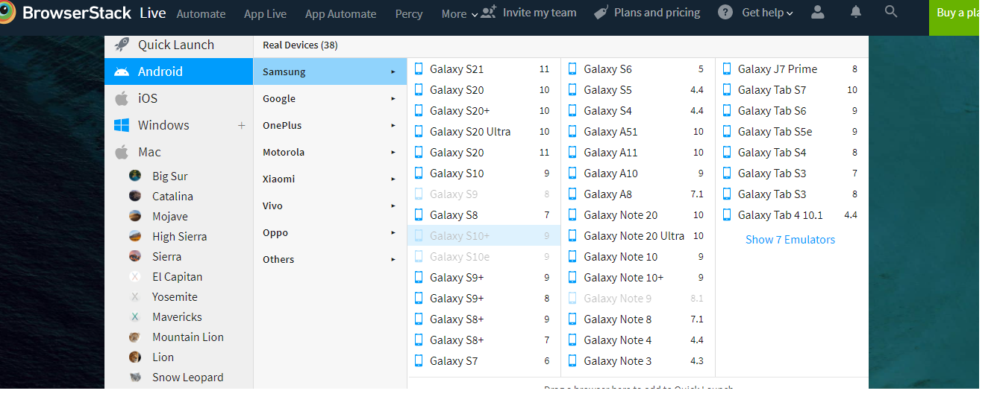 BrowserStack Live Automate App Live App Automate Percy More Invite my team Plans and pricing Get help Buy a pla
Quick Launch
Android
iOS
Windows +
Mac
Big Sur
Catalina
Mojave
High Sierra
Sierra
El Capitan
Yosemite
Mavericks
Mountain Lion
Lion
Snow Leopard
Real Devices (38)
Samsung
Google
OnePlus
Motorola
Xiaomi
Vivo
Oppo
Others
Galaxy S21 11
Galaxy S20 10
Galaxy S20+ 10
Galaxy S20 Ultra 10
Galaxy S20 11
Galaxy S10 9
Galaxy S9 8
Galaxy S8 7
Galaxy S10+ 9
Galaxy S10e 9
Galaxy S9+ 9
Galaxy S9+ 8
Galaxy S8+ 9
Galaxy S8+ 7
Galaxy S7 6
Galaxy S6 5
Galaxy S5 4.4
Galaxy S4 4.4
Galaxy A51 10
Galaxy A11 10
Galaxy A10 9
Galaxy A8 7.1
Galaxy Note 20 10
Galaxy Note 20 Ultra 10
Galaxy Note 10 9
Galaxy Note 10+ 9
Galaxy Note 9 8.1
Galaxy Note 8 7.1
Galaxy Note 4 4.4
Galaxy Note 3 4.3
Galaxy J7 Prime 8
Galaxy Tab S7 10
Galaxy Tab S6 9
Galaxy Tab S5e 9
Galaxy Tab S4 8
Galaxy Tab S3 7
Galaxy Tab S3 8
Galaxy Tab 4 10.1 4.4
Show 7 Emulators
Drag a browser here to add to Quick Launch